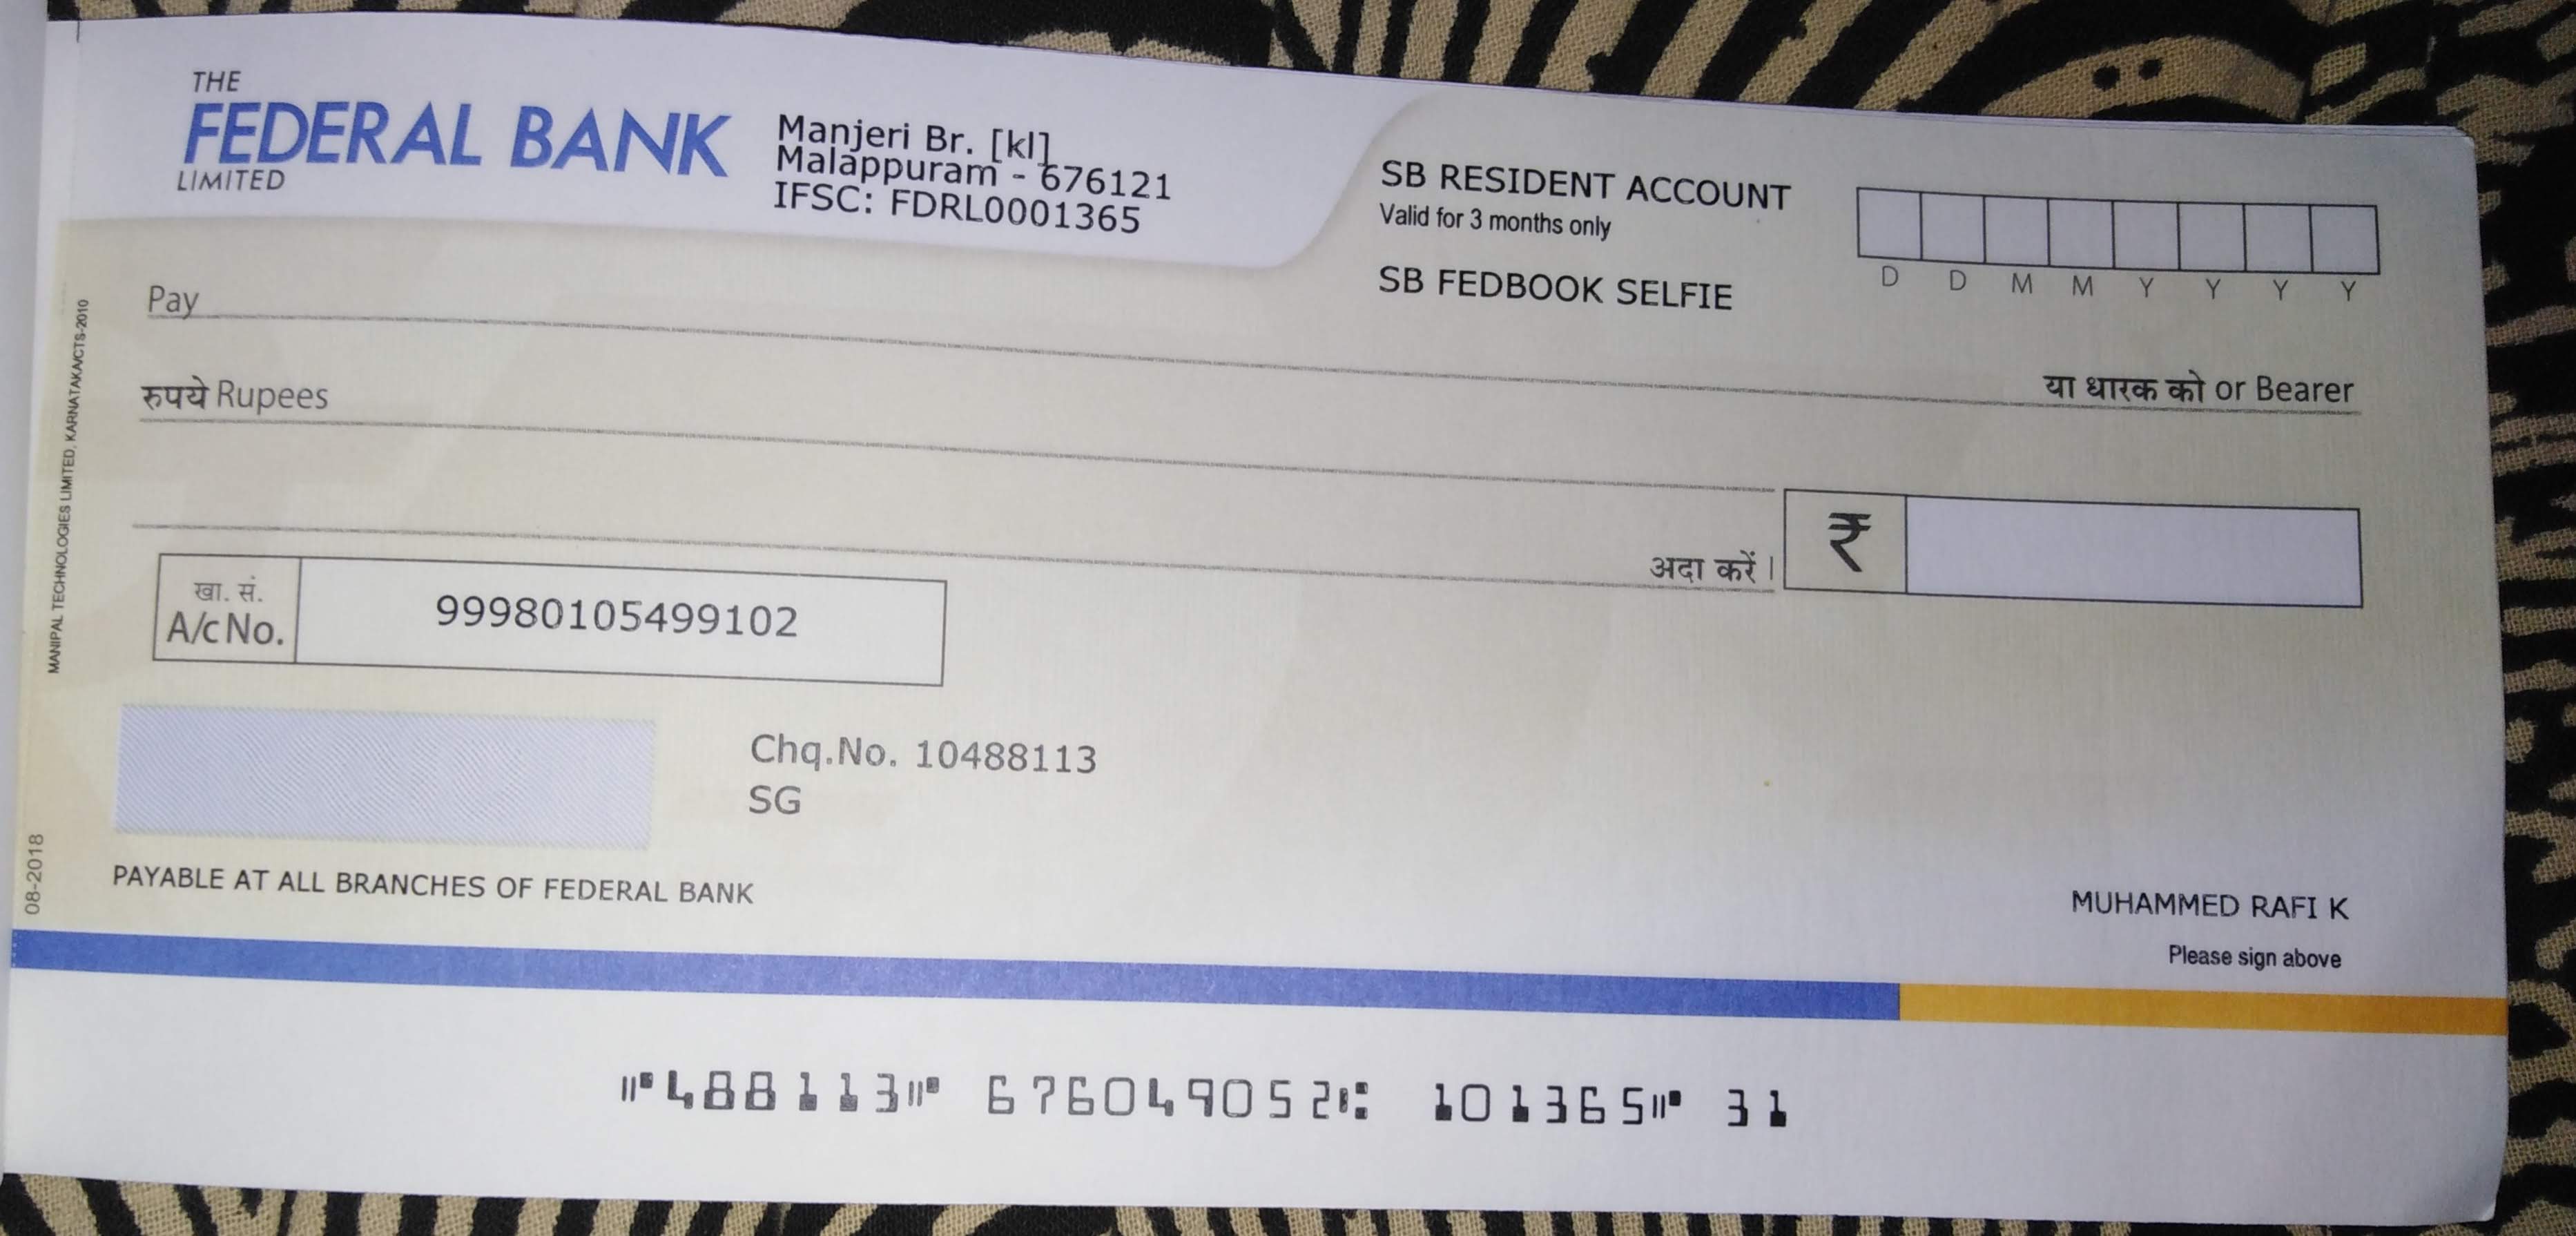 THE
FEDERAL BANK
LIMITED
Manjeri Br. [kl]
Malappuram - 676121
IFSC: FDRL0001365
SB RESIDENT ACCOUNT
Valid for 3 months only
SB FEDBOOK SELFIE
D D M M Y Y Y Y
Pay
या धारक को or Bearer
रुपये Rupees
अदा करें।
₹
खा. सं.
A/c No.
99980105499102
Chq.No. 10488113
SG
PAYABLE AT ALL BRANCHES OF FEDERAL BANK
MUHAMMED RAFI K
Please sign above
MANIPAL TECHNOLOGIES LIMITED, KARNATAKA/CTS-2010
08-2018
⑈488113⑈ 676049052⑆ 101365⑈ 31